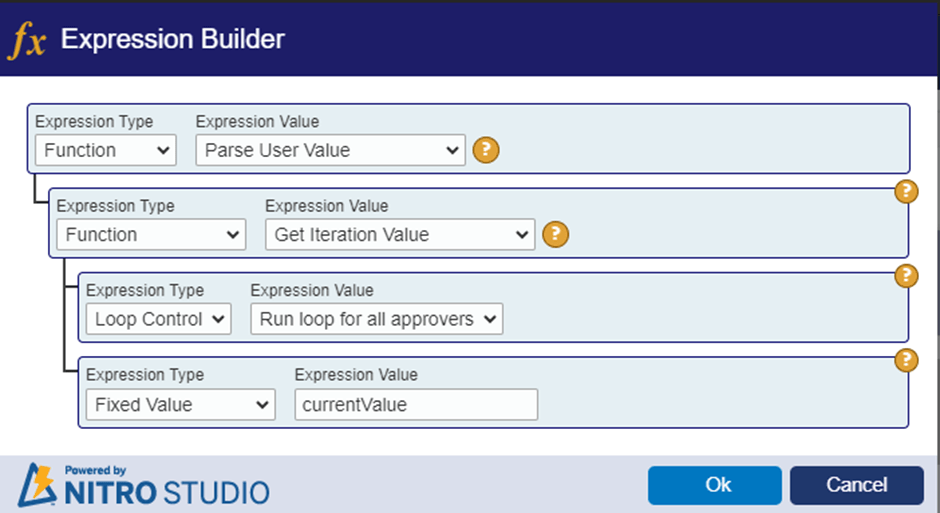 fx Expression Builder
Expression Type Expression Value
Function Parse User Value ?
?
Expression Type Expression Value
Function Get Iteration Value ?
?
Expression Type Expression Value
Loop Control Run loop for all approvers
?
Expression Type Expression Value
Fixed Value currentValue
Powered by
NITRO STUDIO
Ok Cancel